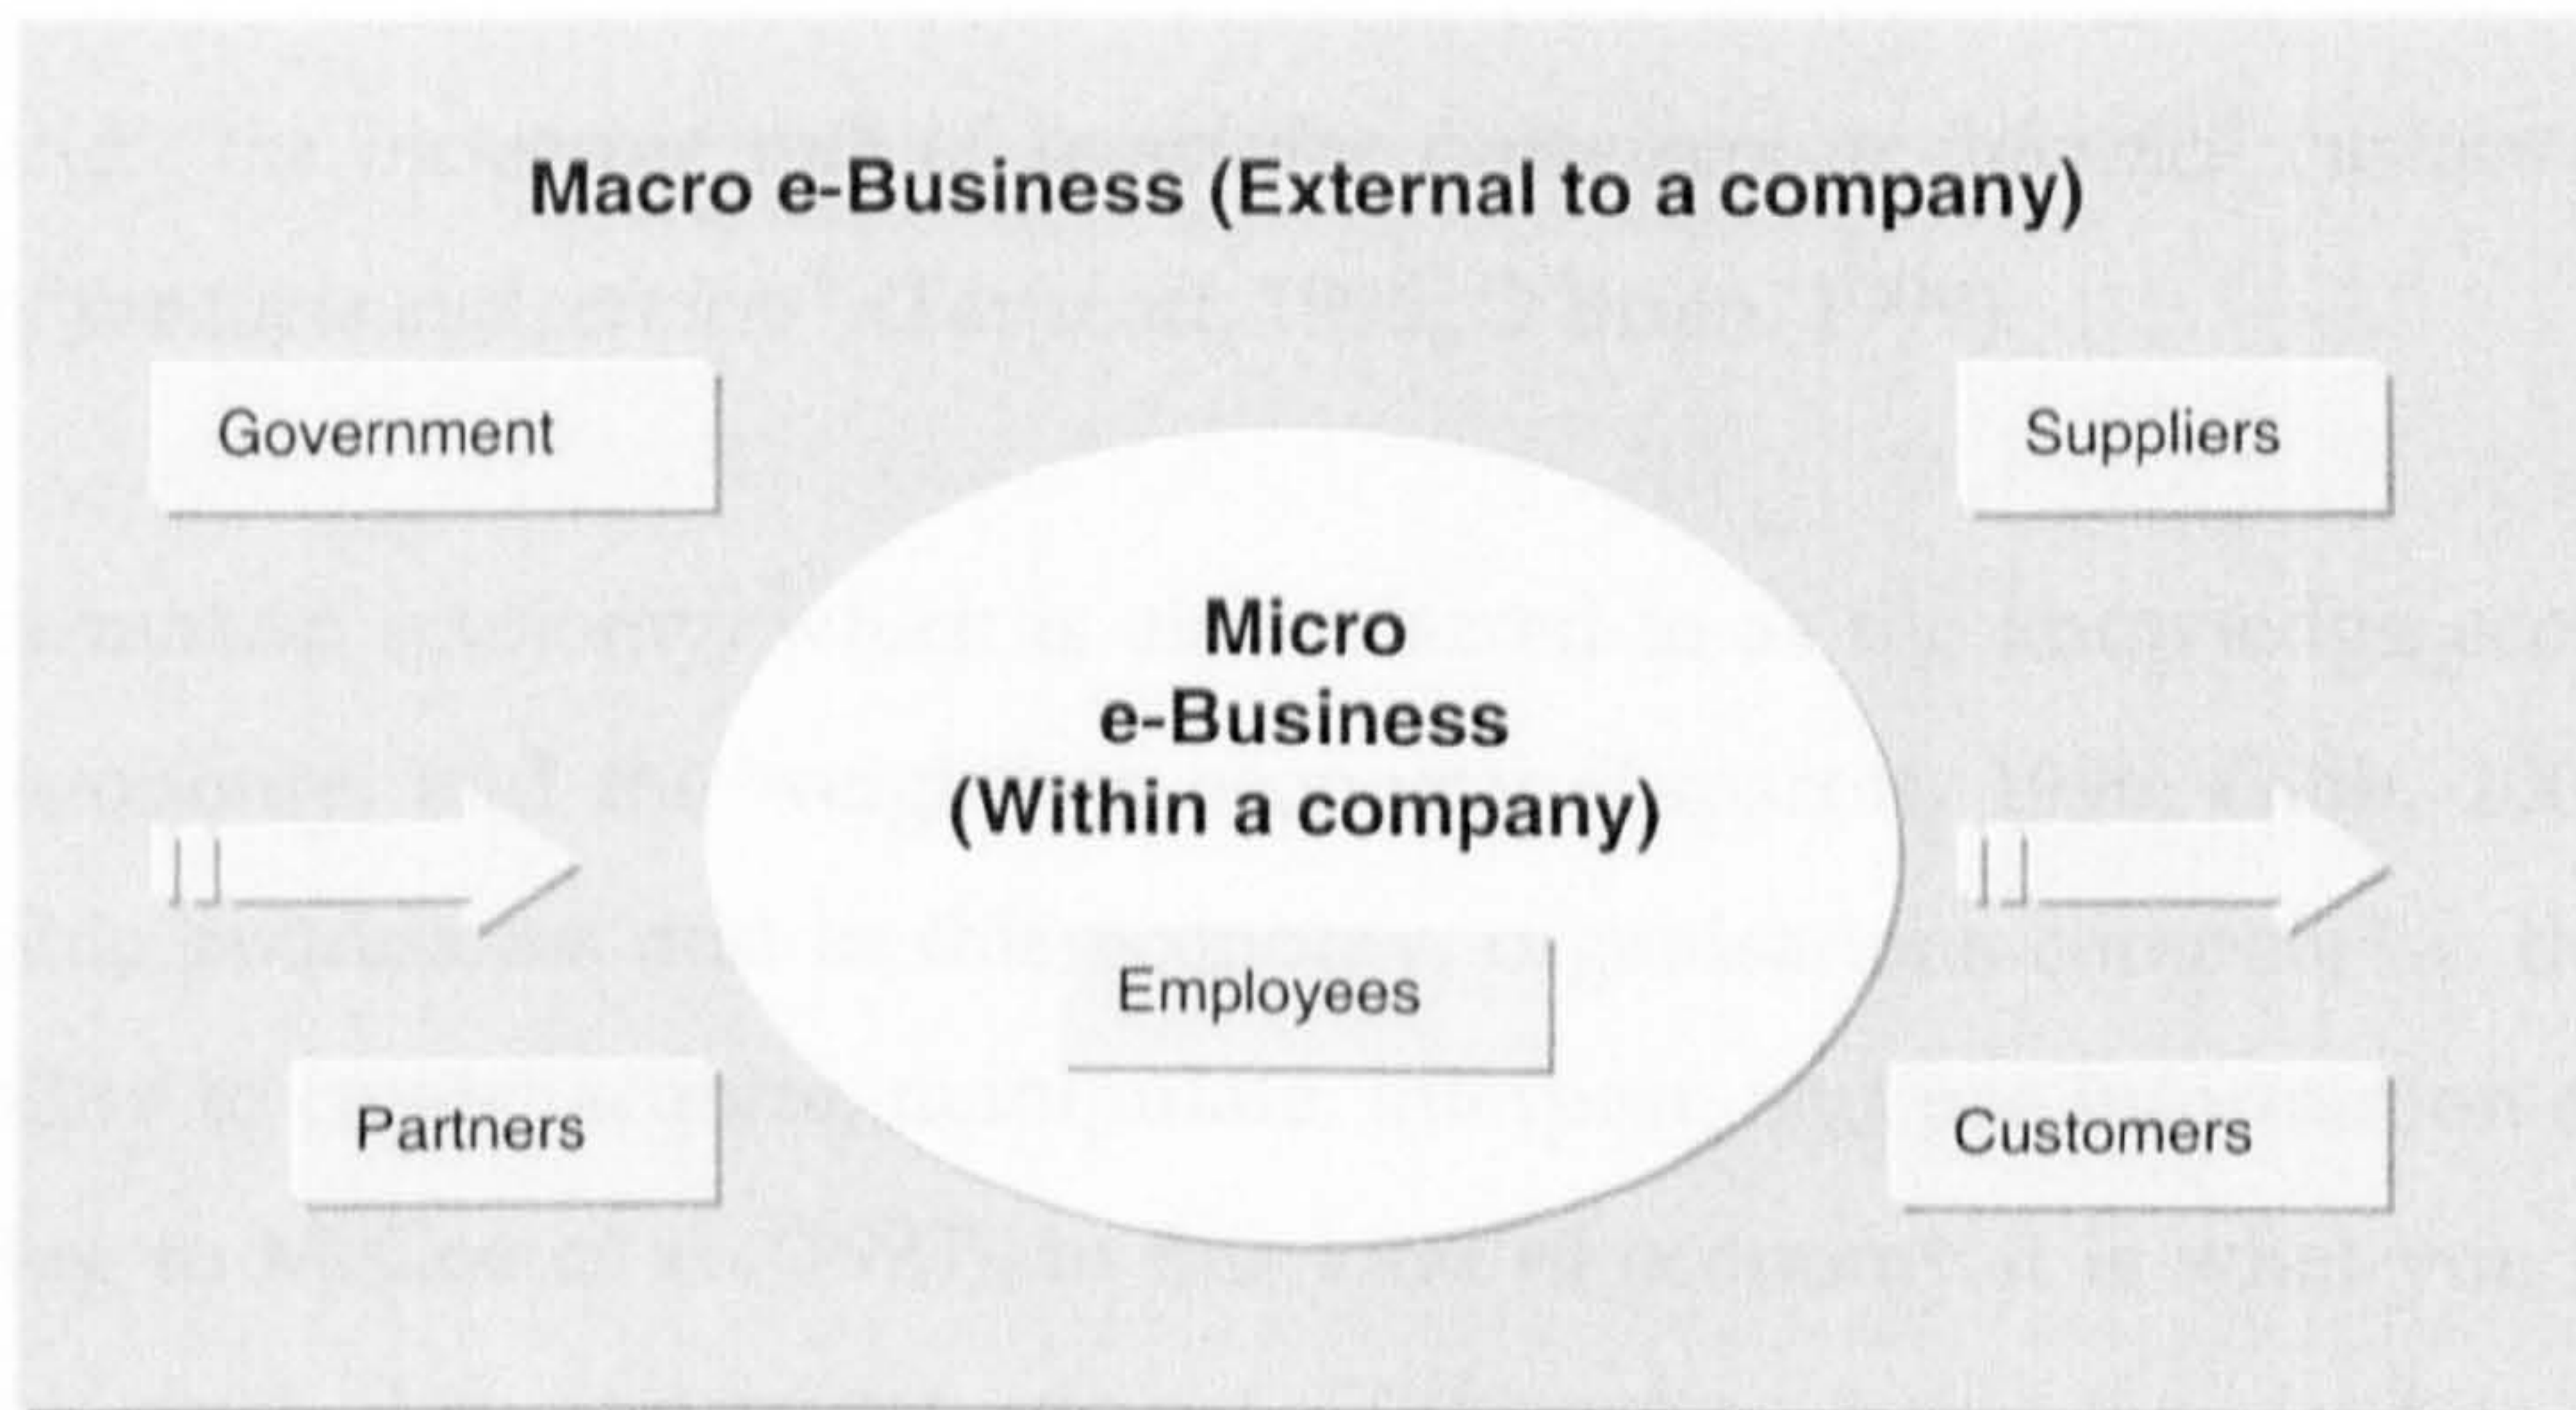 Macro e-Business (External to a company)
Government
Suppliers
Micro
e-Business
(Within a company)
Employees
Partners
Customers